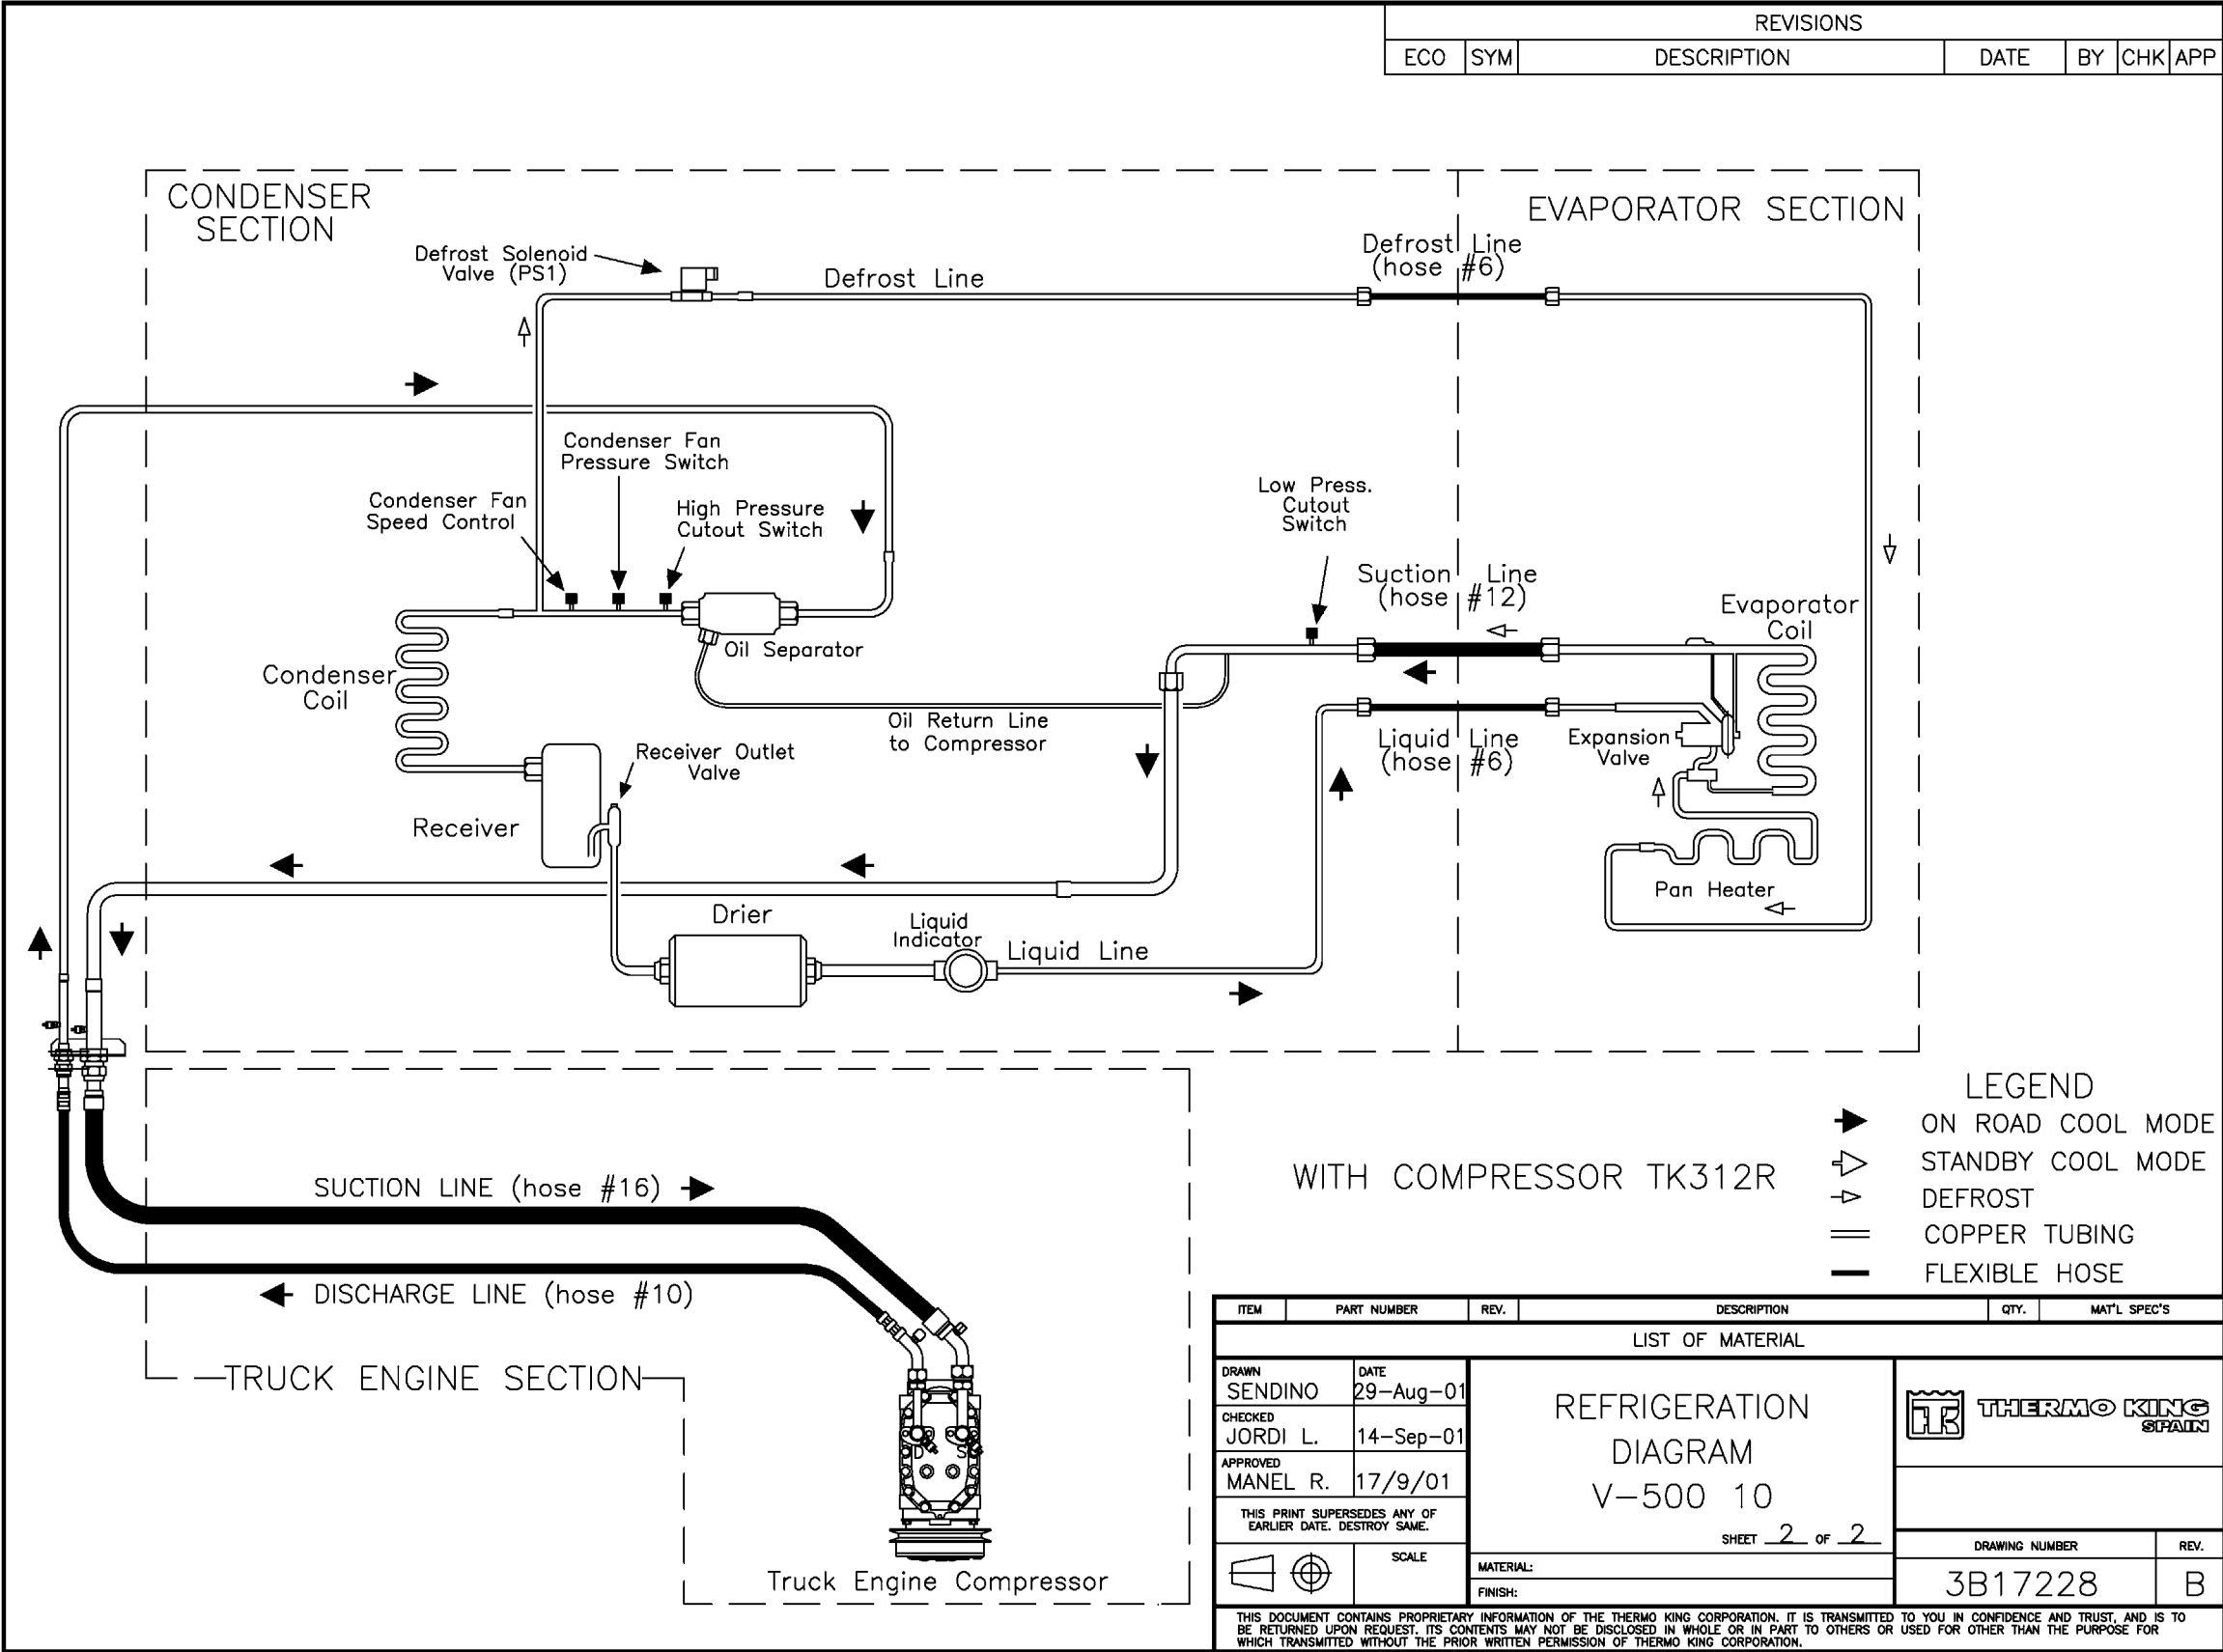 REVISIONS
ECO SYM DESCRIPTION DATE BY CHK APP
CONDENSER
SECTION
EVAPORATOR SECTION
Defrost Solenoid
Valve (PS1)
Defrost Line
Defrost Line
(hose #6)
Condenser Fan
Pressure Switch
Condenser Fan
Speed Control
High Pressure
Cutout Switch
Low Press.
Cutout
Switch
Suction Line
(hose #12)
Evaporator
Coil
Oil Separator
Condenser
Coil
Oil Return Line
to Compressor
Liquid Line
(hose #6)
Expansion
Valve
Receiver Outlet
Valve
Receiver
Pan Heater
Drier
Liquid
Indicator
Liquid Line
SUCTION LINE (hose #16)
DISCHARGE LINE (hose #10)
TRUCK ENGINE SECTION
D S
Truck Engine Compressor
WITH COMPRESSOR TK312R
LEGEND
ON ROAD COOL MODE
STANDBY COOL MODE
DEFROST
COPPER TUBING
FLEXIBLE HOSE
ITEM PART NUMBER REV. DESCRIPTION QTY. MAT'L SPEC'S
LIST OF MATERIAL
DRAWN DATE
SENDINO 29-Aug-01
CHECKED
JORDI L. 14-Sep-01
APPROVED
MANEL R. 17/9/01
THIS PRINT SUPERSEDES ANY OF
EARLIER DATE. DESTROY SAME.
SCALE
REFRIGERATION
DIAGRAM
V-500 10
SHEET 2 OF 2
MATERIAL:
FINISH:
THERMO KING
SPAIN
DRAWING NUMBER REV.
3B17228 B
THIS DOCUMENT CONTAINS PROPRIETARY INFORMATION OF THE THERMO KING CORPORATION. IT IS TRANSMITTED TO YOU IN CONFIDENCE AND TRUST, AND IS TO
BE RETURNED UPON REQUEST. ITS CONTENTS MAY NOT BE DISCLOSED IN WHOLE OR IN PART TO OTHERS OR USED FOR OTHER THAN THE PURPOSE FOR
WHICH TRANSMITTED WITHOUT THE PRIOR WRITTEN PERMISSION OF THERMO KING CORPORATION.